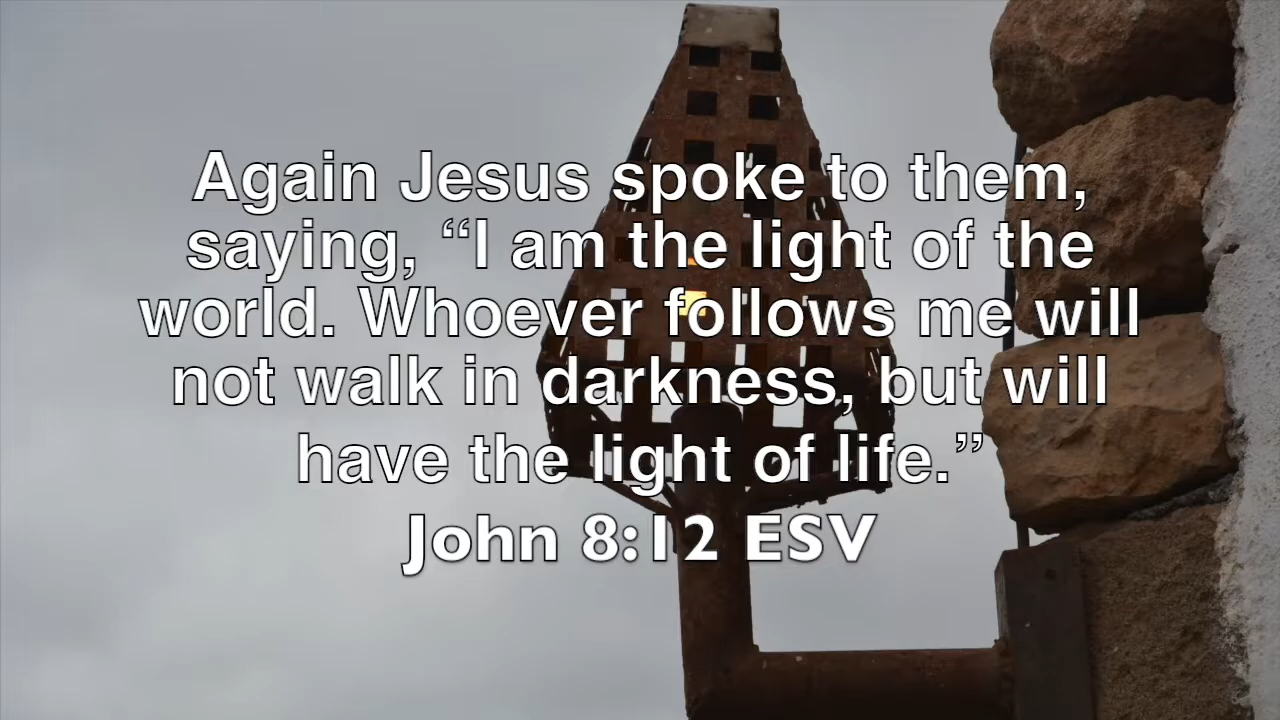 Again Jesus spoke to them,
saying, “I am the light of the
world. Whoever follows me will
not walk in darkness, but will
have the light of life.”
John 8:12 ESV